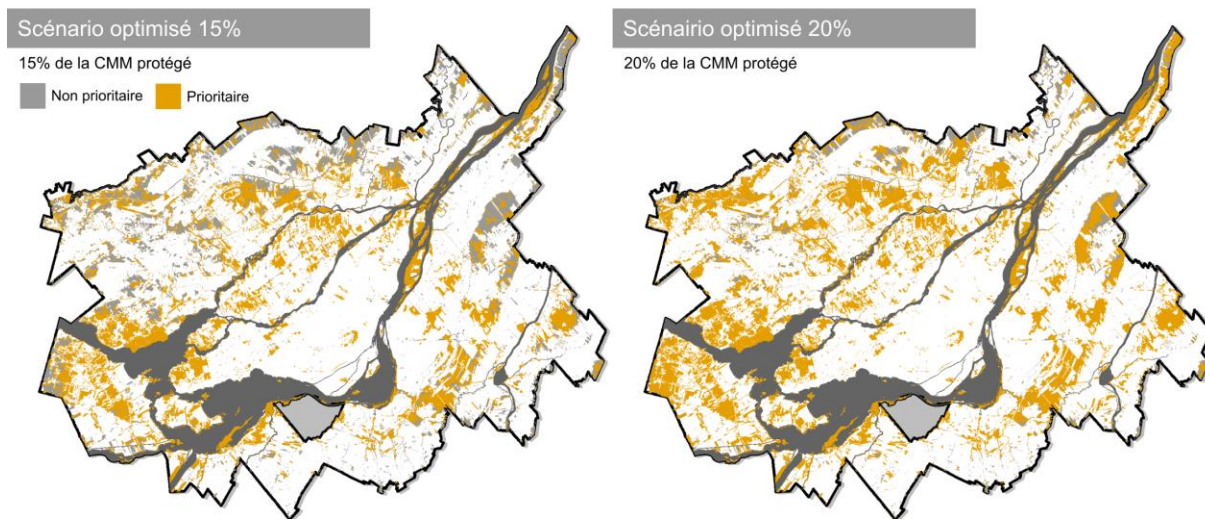 Scénario optimisé 15%
15% de la CMM protégé
Non prioritaire
Prioritaire
Scénairio optimisé 20%
20% de la CMM protégé